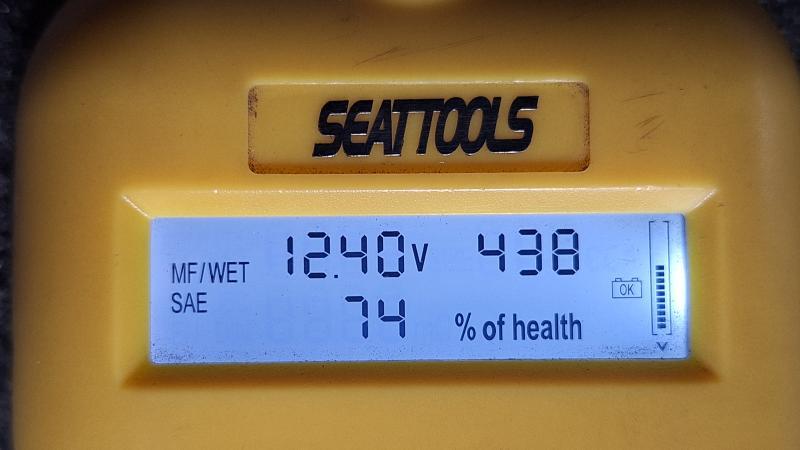 SEATTOOLS
MF/WET 12.40V 438
SAE 74 % of health
OK